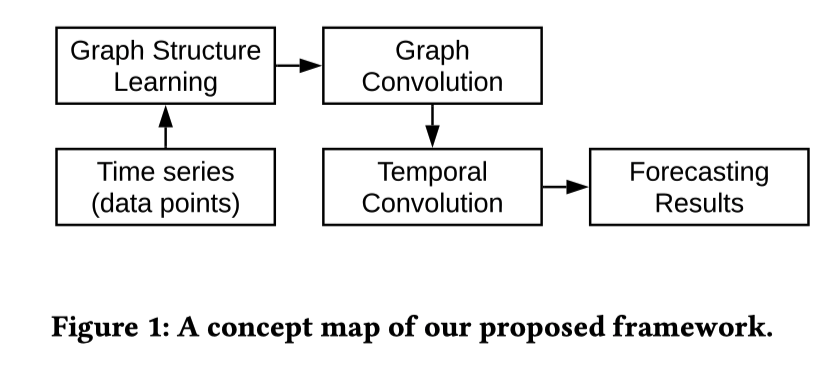 Graph Structure
Learning
Graph
Convolution
Time series
(data points)
Temporal
Convolution
Forecasting
Results
Figure 1: A concept map of our proposed framework.